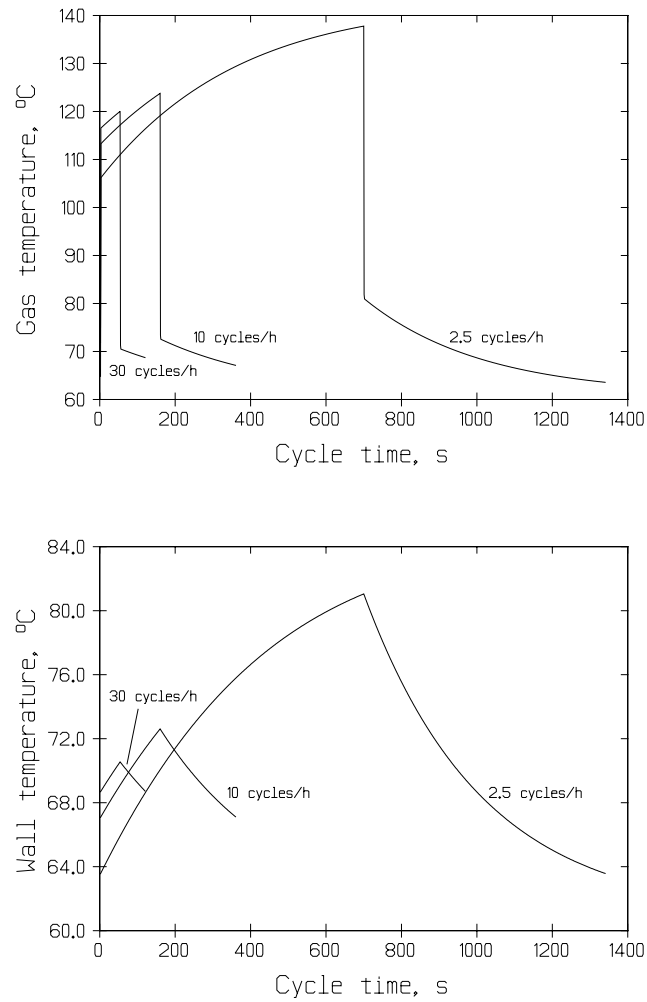 140
130
120
110
100
90
80
70
60
Gas temperature, ºC
10 cycles/h
2.5 cycles/h
30 cycles/h
0 200 400 600 800 1000 1200 1400
Cycle time, s
84.0
80.0
76.0
72.0
68.0
64.0
60.0
Wall temperature, ºC
30 cycles/h
10 cycles/h
2.5 cycles/h
0 200 400 600 800 1000 1200 1400
Cycle time, s